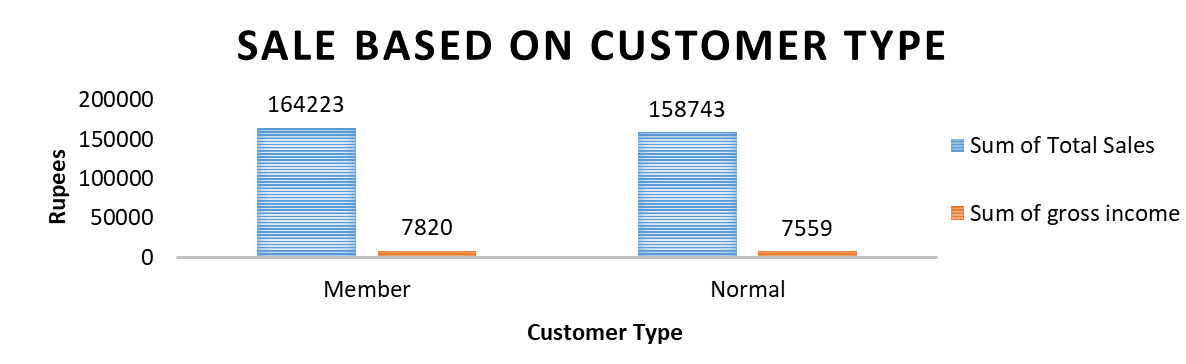 SALE BASED ON CUSTOMER TYPE
200000
150000
100000
50000
0
Rupees
164223
7820
158743
7559
Member
Normal
Customer Type
Sum of Total Sales
Sum of gross income